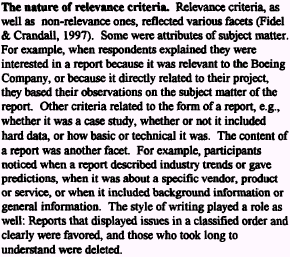 The nature of relevance criteria. Relevance criteria, as
well as non-relevance ones, reflected various facets (Fidel
& Crandall, 1997). Some were attributes of subject matter.
For example, when respondents explained they were
interested in a report because it was relevant to the Boeing
Company, or because it directly related to their project,
they based their observations on the subject matter of the
report. Other criteria related to the form of a report, e.g.,
whether it was a case study, whether or not it included
hard data, or how basic or technical it was. The content of
a report was another facet. For example, participants
noticed when a report described industry trends or gave
predictions, when it was about a specific vendor, product
or service, or when it included background information or
general information. The style of writing played a role as
well: Reports that displayed issues in a classified order and
clearly were favored, and those who took long to
understand were deleted.